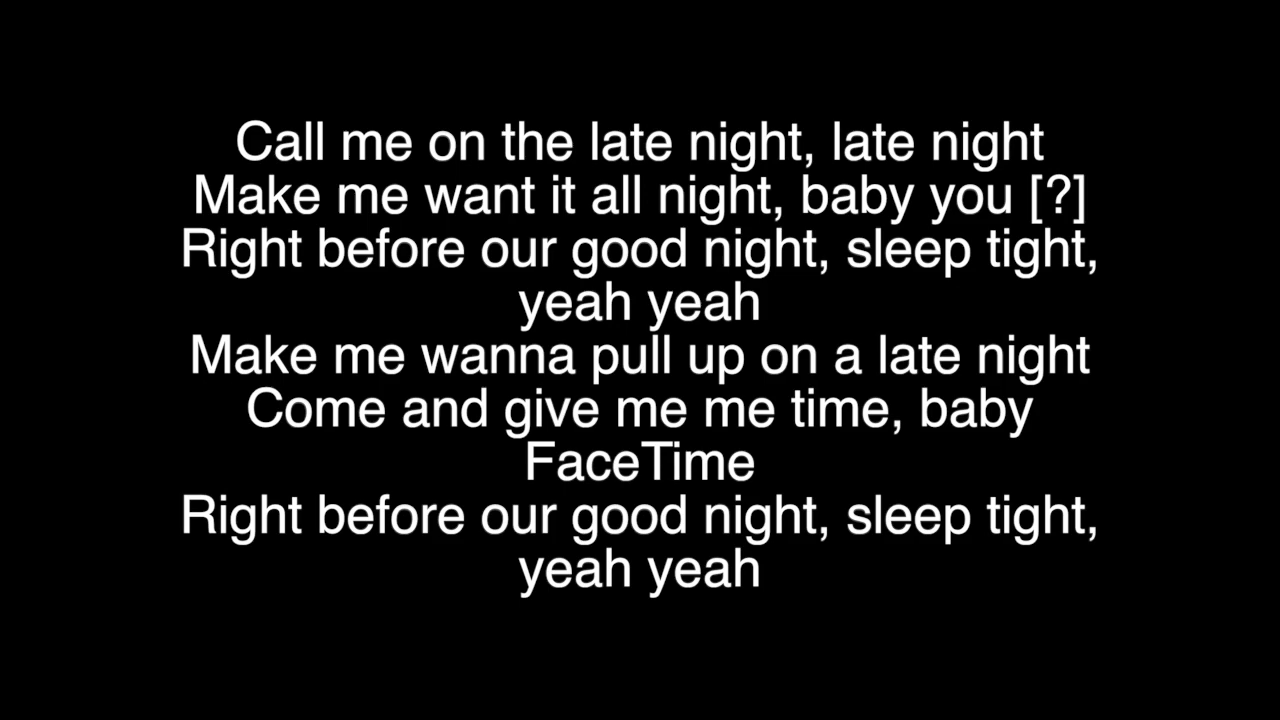 Call me on the late night, late night
Make me want it all night, baby you [?]
Right before our good night, sleep tight,
yeah yeah
Make me wanna pull up on a late night
Come and give me me time, baby
FaceTime
Right before our good night, sleep tight,
yeah yeah